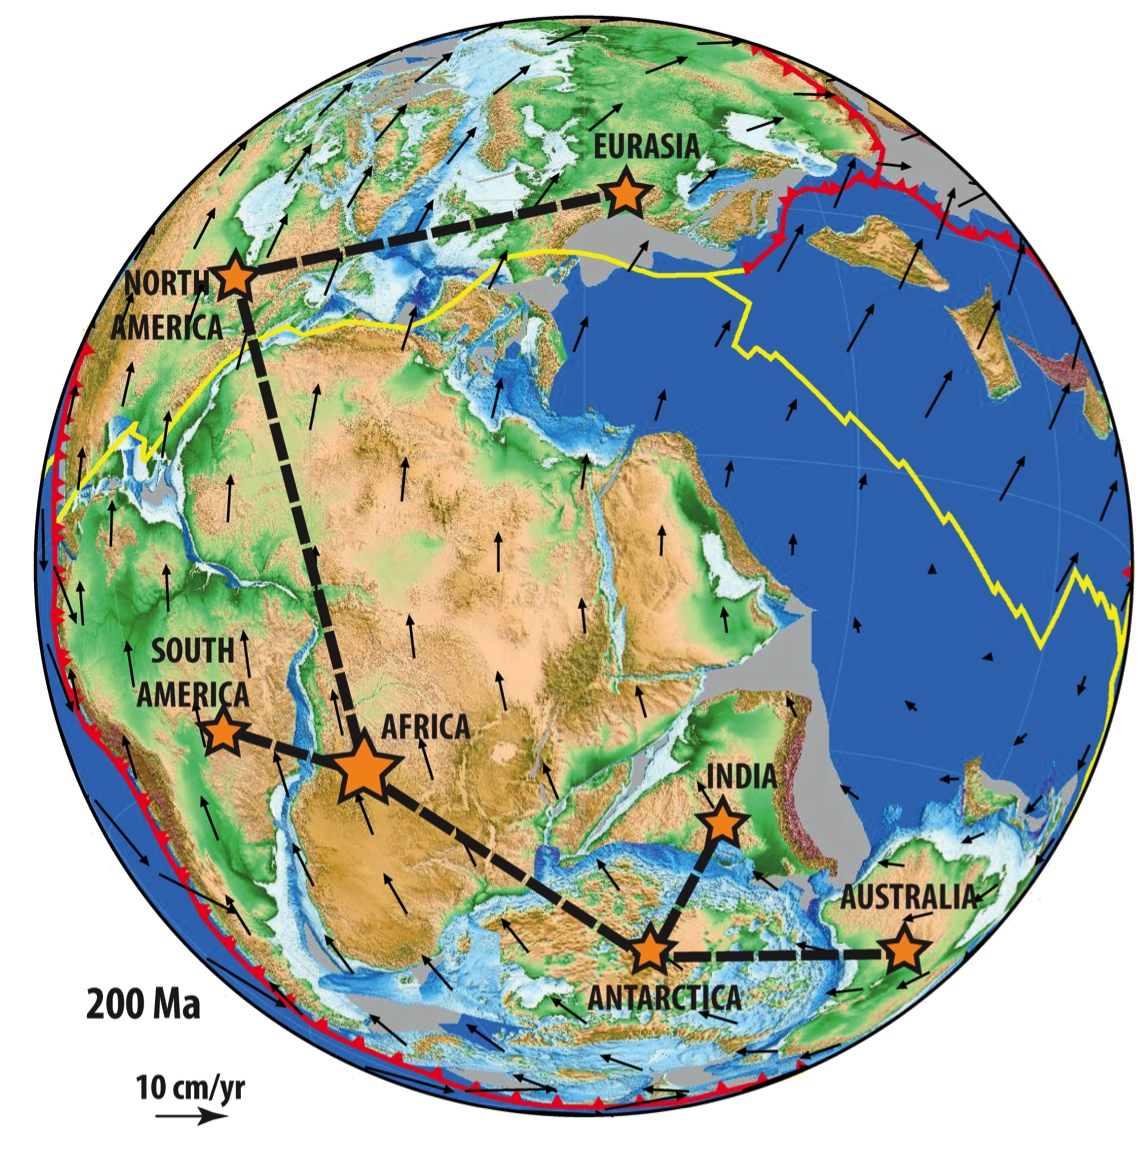 EURASIA
NORTH
AMERICA
SOUTH
AMERICA
AFRICA
INDIA
AUSTRALIA
ANTARCTICA
200 Ma
10 cm/yr